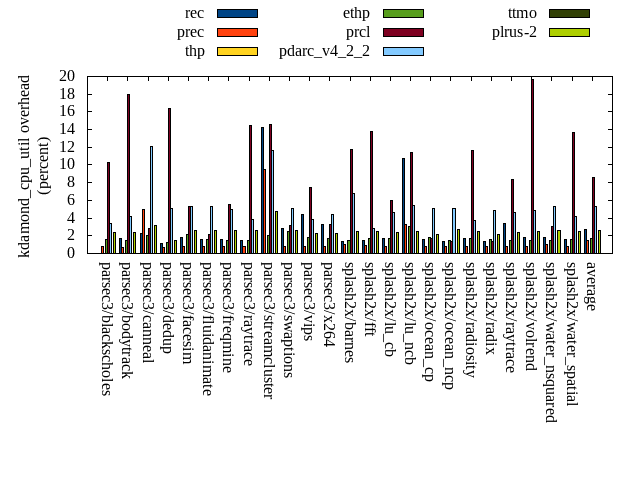 rec
prec
thp
ethp
prcl
pdarc_v4_2_2
ttmo
plrus-2
kdamond_cpu_util overhead
(percent)
20
18
16
14
12
10
8
6
4
2
0
parsec3/blackscholes
parsec3/bodytrack
parsec3/canneal
parsec3/dedup
parsec3/facesim
parsec3/fluidanimate
parsec3/freqmine
parsec3/raytrace
parsec3/streamcluster
parsec3/swaptions
parsec3/vips
parsec3/x264
splash2x/barnes
splash2x/fft
splash2x/lu_cb
splash2x/lu_ncb
splash2x/ocean_cp
splash2x/ocean_ncp
splash2x/radiosity
splash2x/radix
splash2x/raytrace
splash2x/volrend
splash2x/water_nsquared
splash2x/water_spatial
average